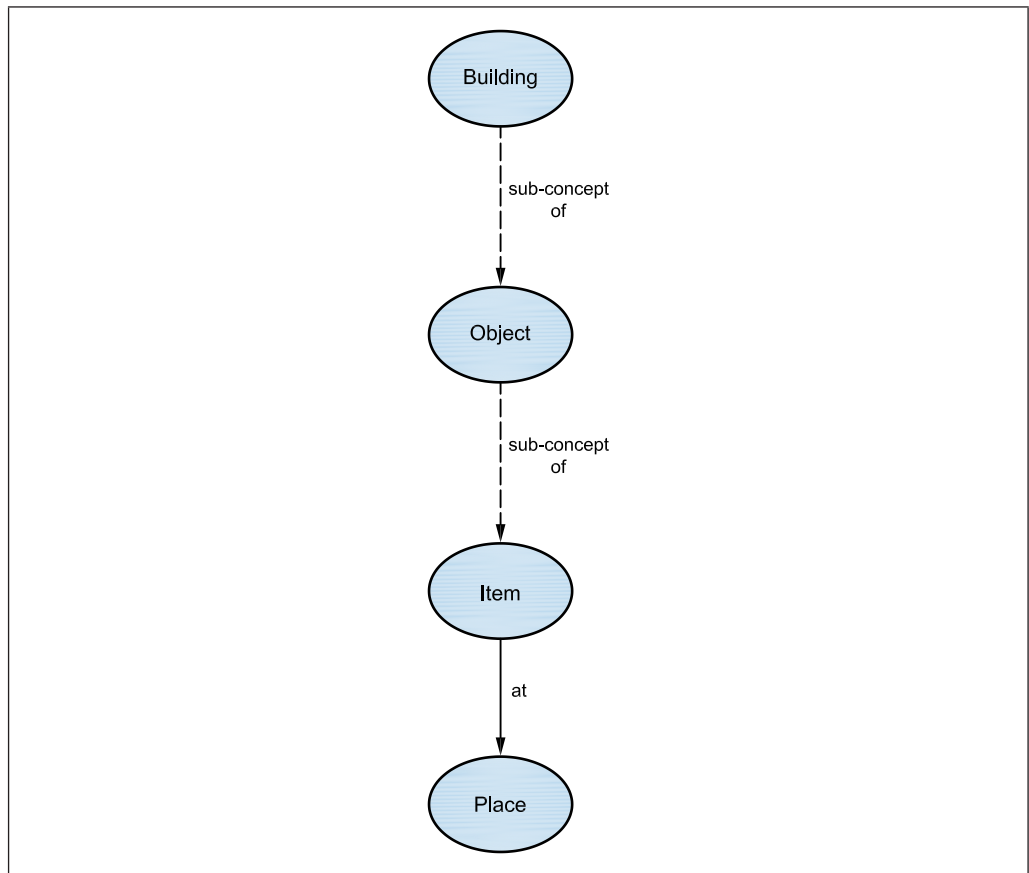 Building
sub-concept
of
Object
sub-concept
of
Item
at
Place